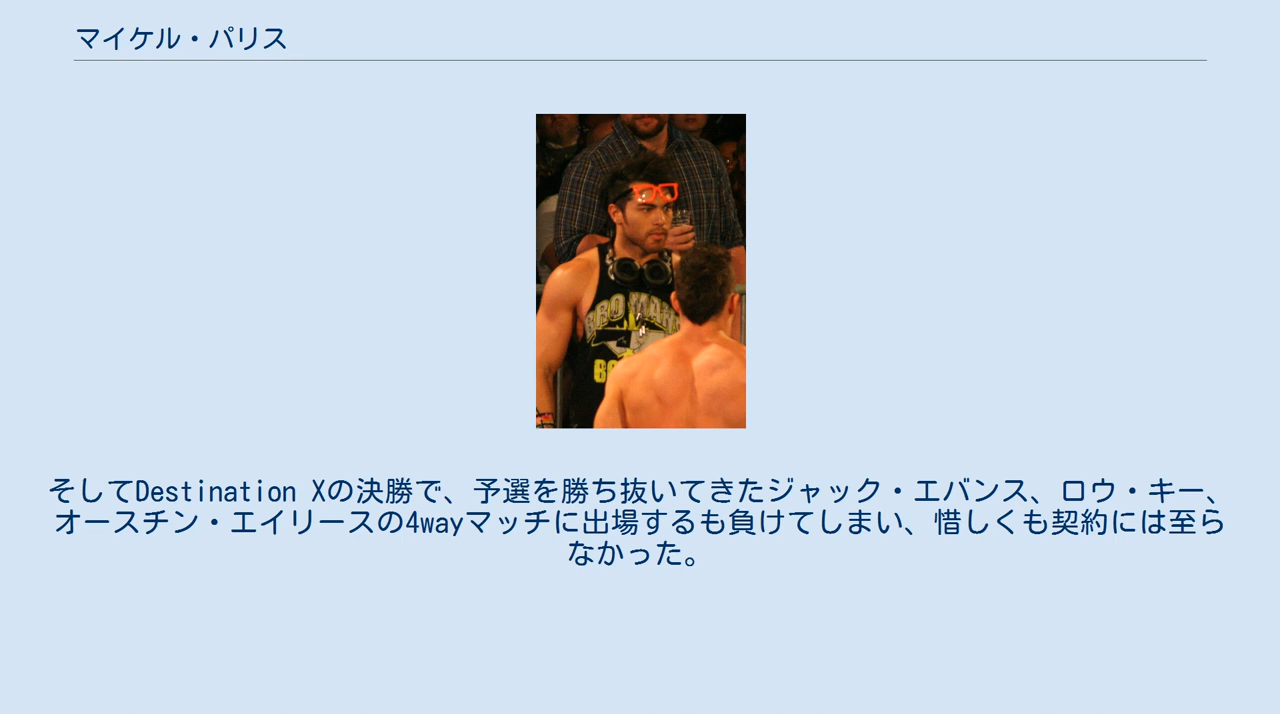 マイケル・パリス
BRO MAN
そしてDestination Xの決勝で、予選を勝ち抜いてきたジャック・エバンス、ロウ・キー、
オースチン・エイリースの4wayマッチに出場するも負けてしまい、惜しくも契約には至ら
なかった。